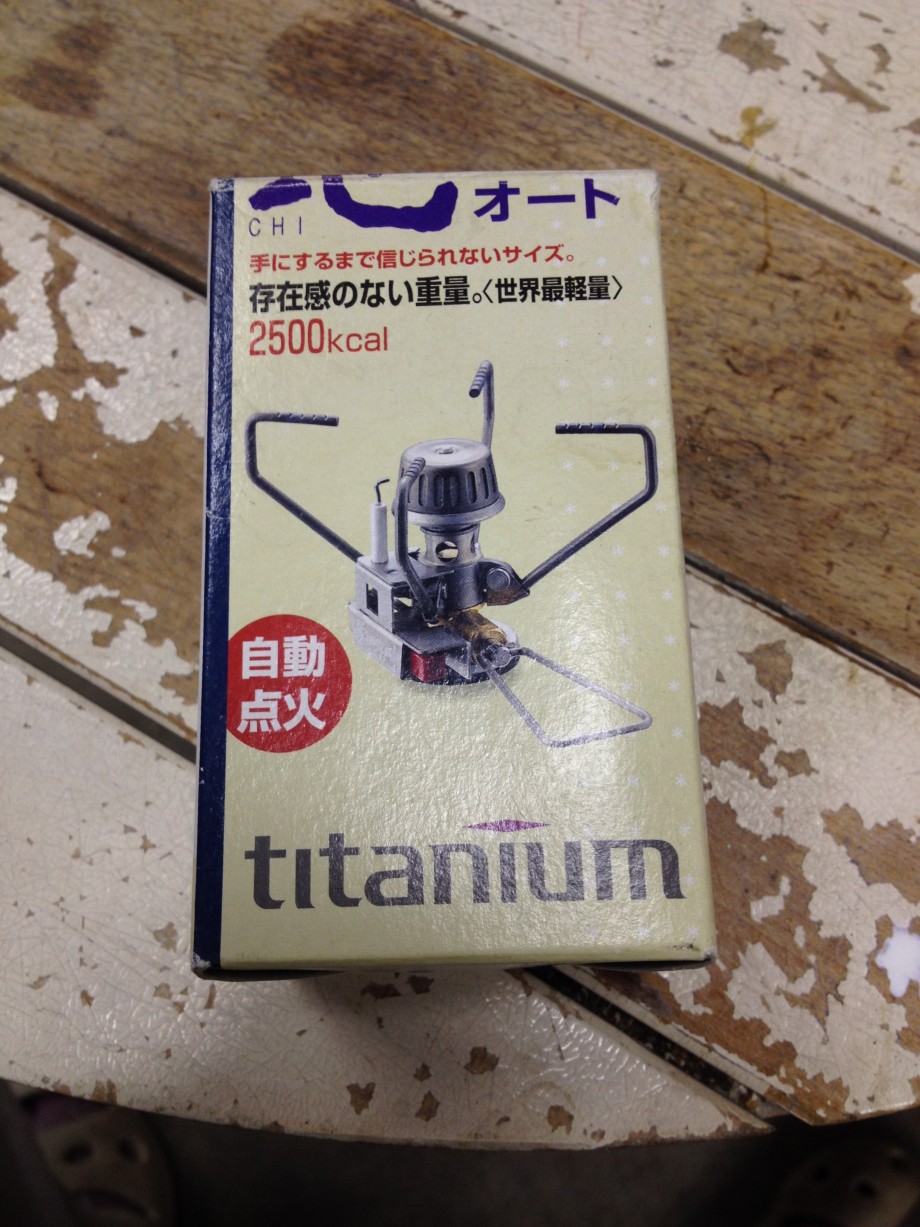 オート
CHI
手にするまで信じられないサイズ。
存在感のない重量。〈世界最軽量〉
2500kcal
自動
点火
titanium